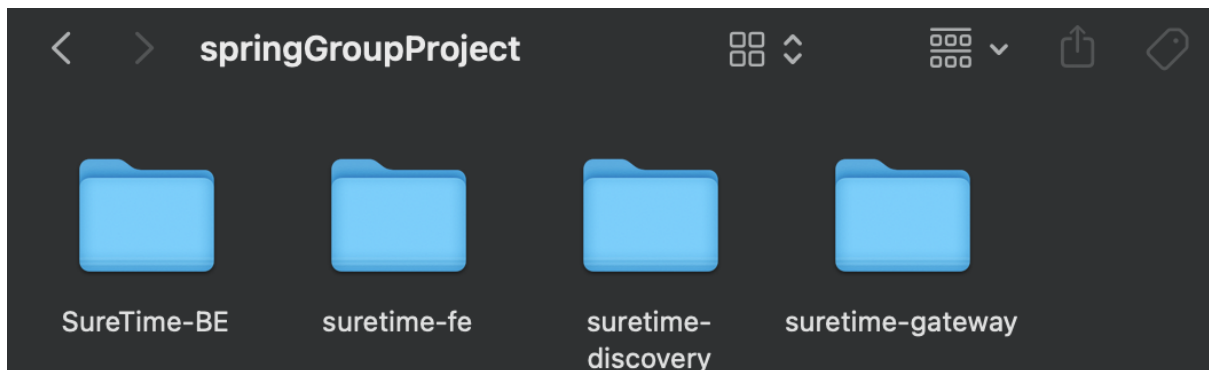 springGroupProject
SureTime-BE
suretime-fe
suretime-
discovery
suretime-gateway